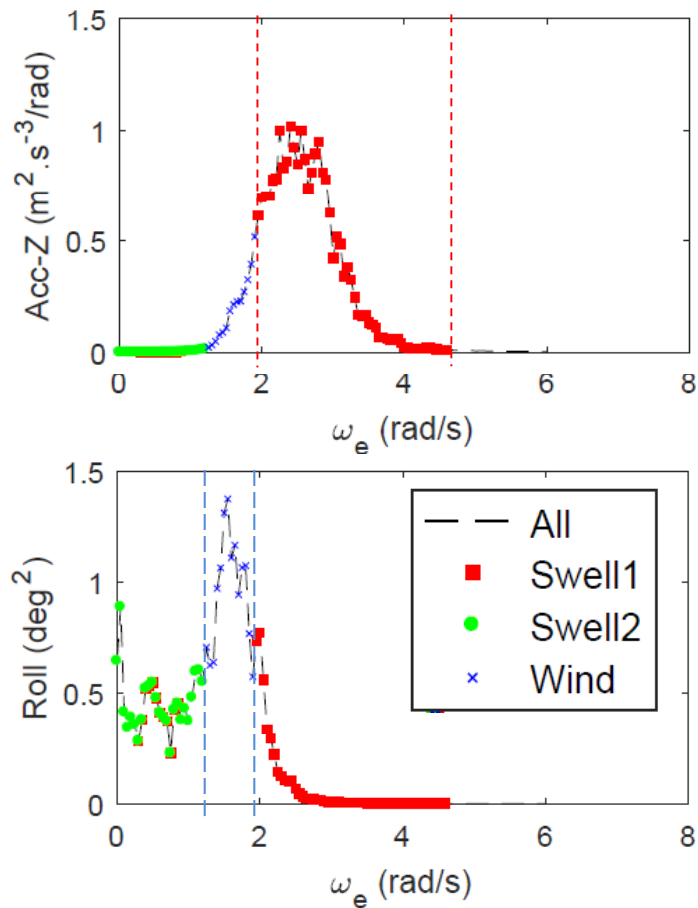 1.5
1
0.5
0
Acc-Z (m².s⁻³/rad)
0 2 4 6 8
ωₑ (rad/s)
1.5
1
0.5
0
Roll (deg²)
All
Swell1
Swell2
Wind
0 2 4 6 8
ωₑ (rad/s)